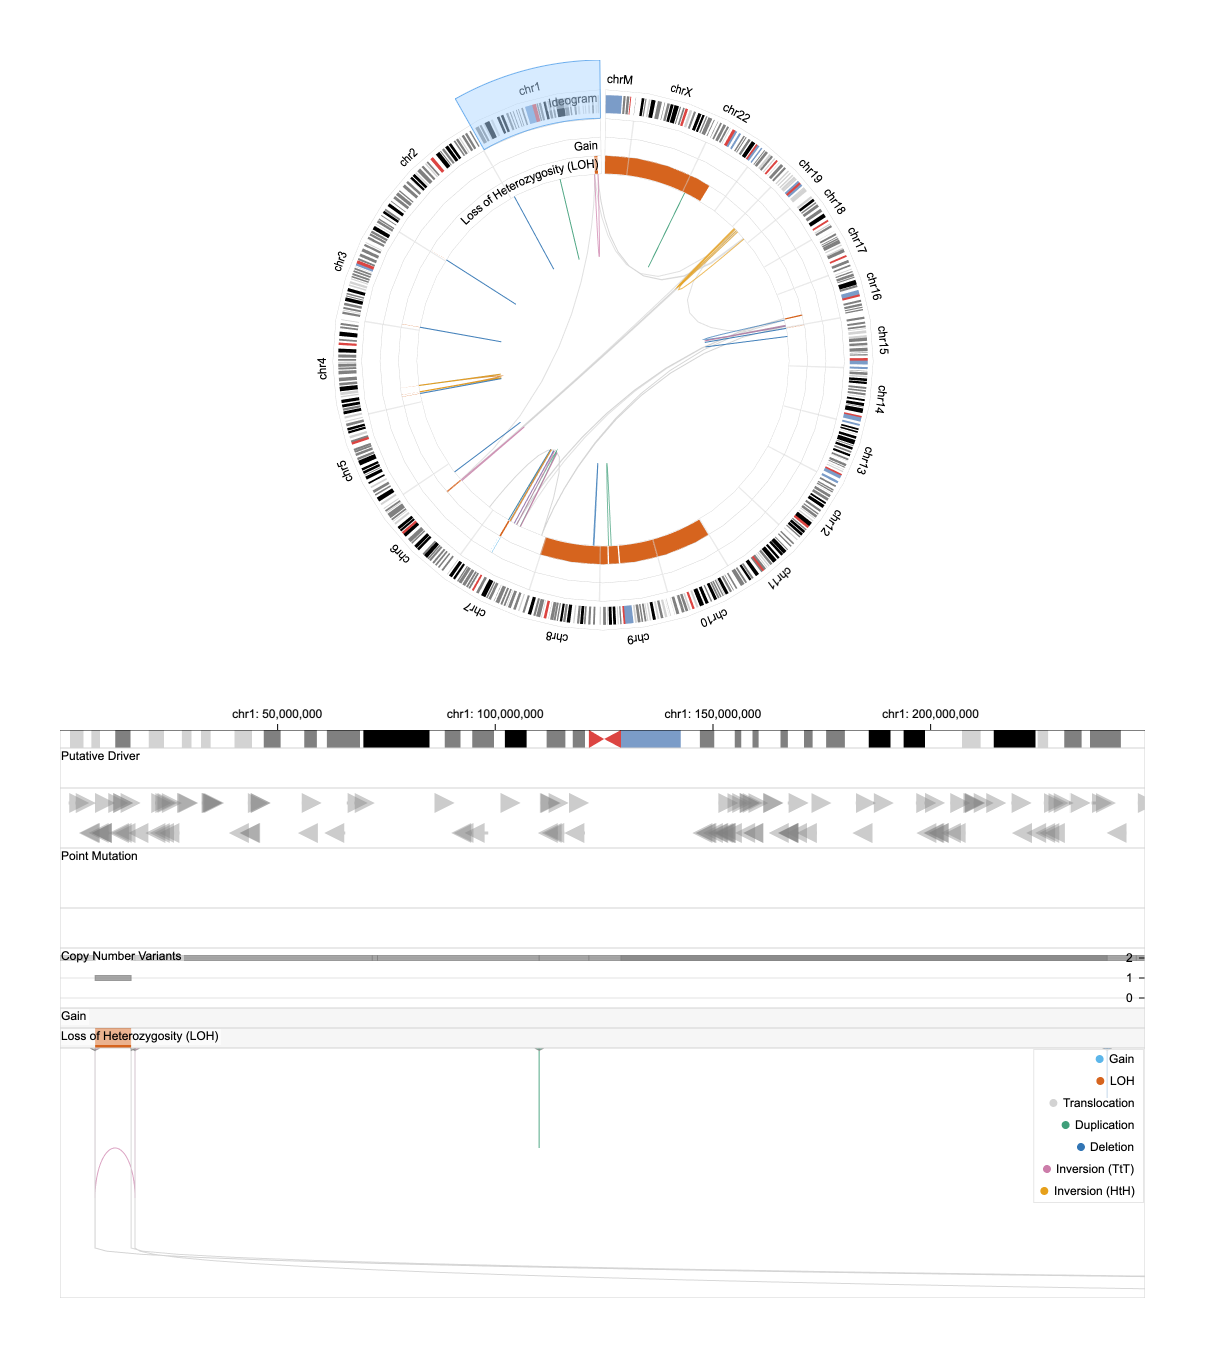 chr1
Ideogram
Gain
Loss of Heterozygosity (LOH)
chrM
chrX
chr22
chr19
chr18
chr17
chr16
chr15
chr14
chr13
chr12
chr11
chr10
chr9
chr8
chr7
chr6
chr5
chr4
chr3
chr2
chr1: 50,000,000
chr1: 100,000,000
chr1: 150,000,000
chr1: 200,000,000
Putative Driver
Point Mutation
Copy Number Variants
2
1
0
Gain
Loss of Heterozygosity (LOH)
Gain
LOH
Translocation
Duplication
Deletion
Inversion (TtT)
Inversion (HtH)